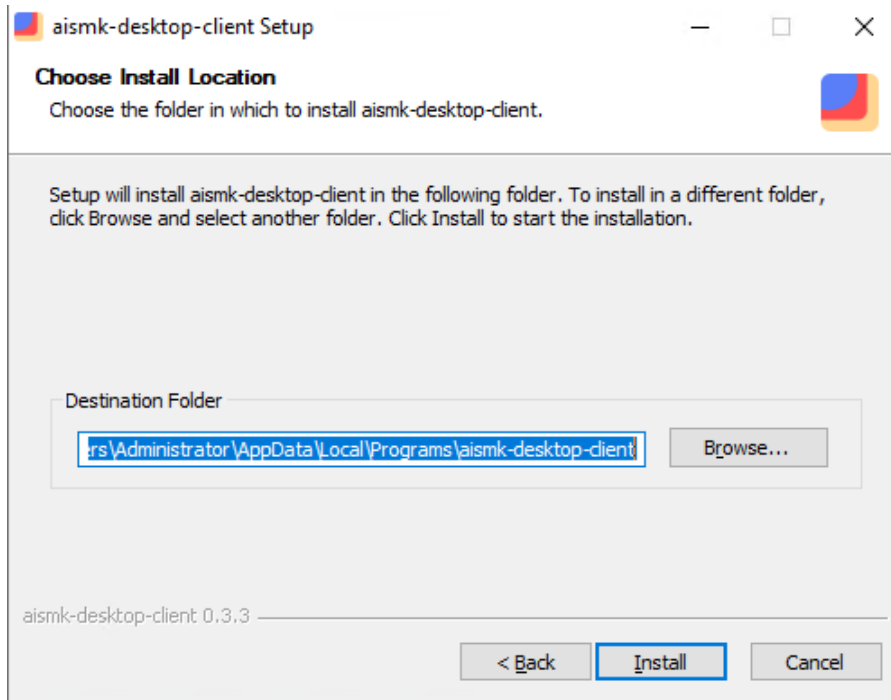 aismk-desktop-client Setup
Choose Install Location
Choose the folder in which to install aismk-desktop-client.
Setup will install aismk-desktop-client in the following folder. To install in a different folder,
click Browse and select another folder. Click Install to start the installation.
Destination Folder
ers\Administrator\AppData\Local\Programs\aismk-desktop-client
Browse...
aismk-desktop-client 0.3.3
< Back
Install
Cancel